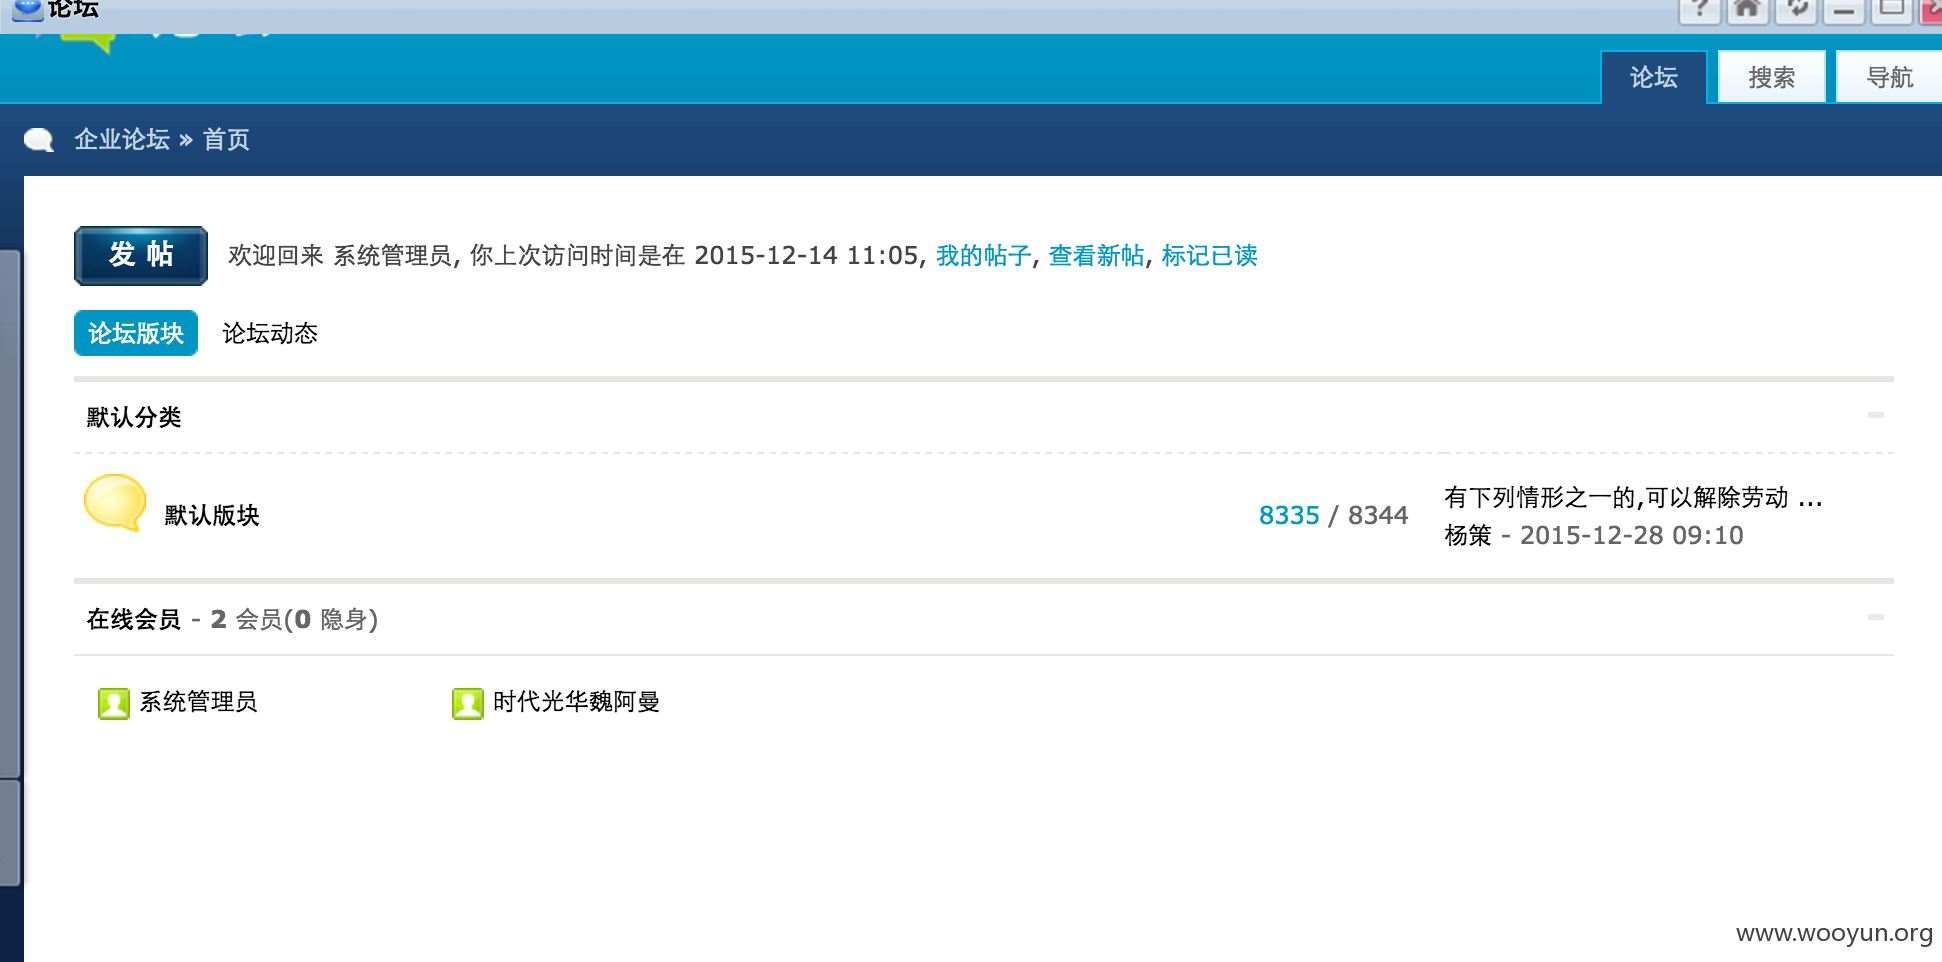 论坛
论坛 搜索 导航
企业论坛 » 首页
发 帖 欢迎回来 系统管理员, 你上次访问时间是在 2015-12-14 11:05, 我的帖子, 查看新帖, 标记已读
论坛版块 论坛动态
默认分类
默认版块 8335 / 8344
有下列情形之一的,可以解除劳动 ...
杨策 - 2015-12-28 09:10
在线会员 - 2 会员(0 隐身)
系统管理员 时代光华魏阿曼
www.wooyun.org